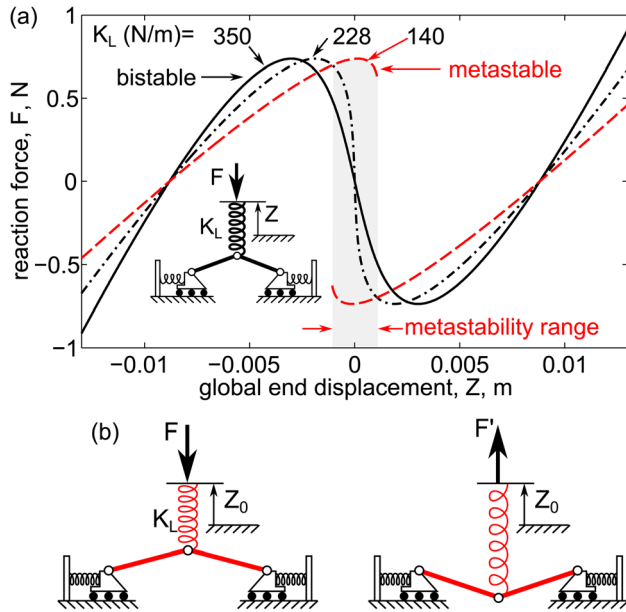 (a)
K_L (N/m)= 350 228 140
bistable
metastable
reaction force, F, N
1
0.5
0
−0.5
−1
F
Z
K_L
metastability range
−0.01 −0.005 0 0.005 0.01
global end displacement, Z, m
(b)
F F'
Z_0 Z_0
K_L